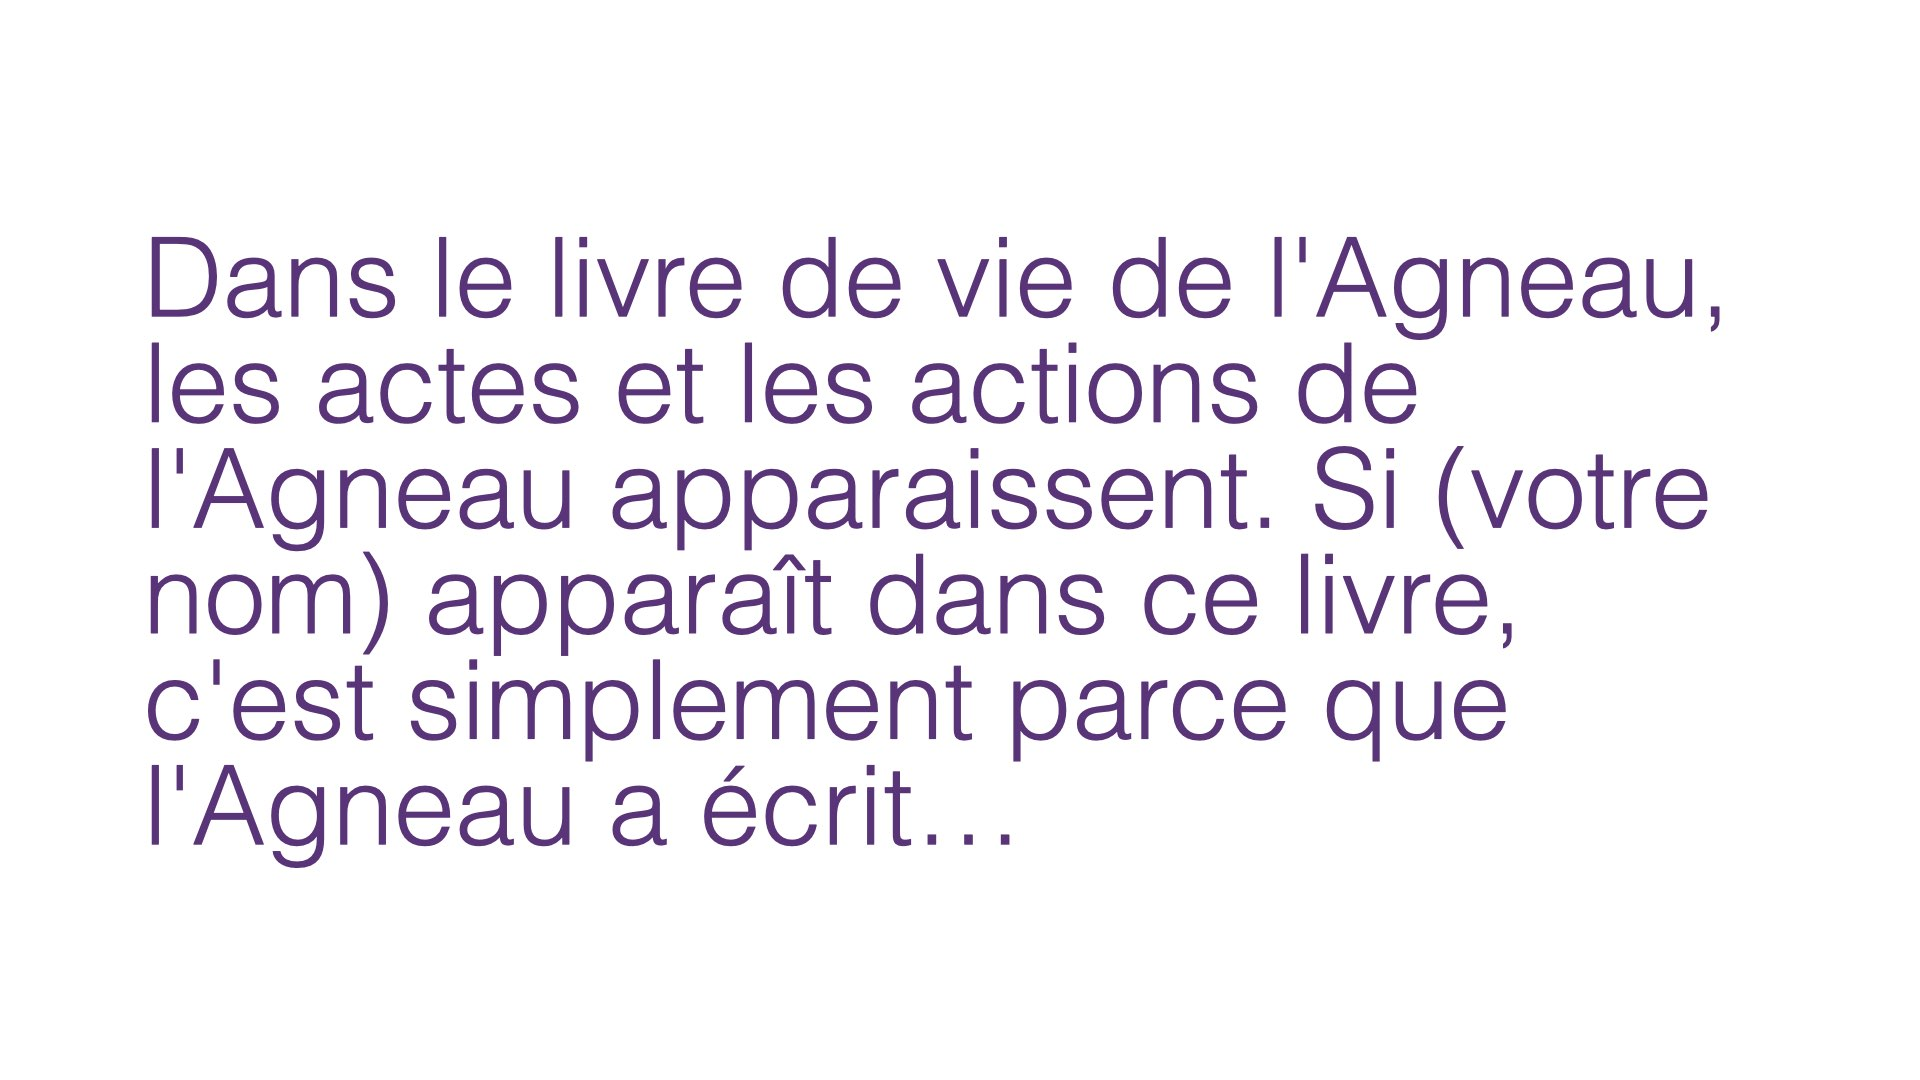 Dans le livre de vie de l'Agneau,
les actes et les actions de
l'Agneau apparaissent. Si (votre
nom) apparaît dans ce livre,
c'est simplement parce que
l'Agneau a écrit…